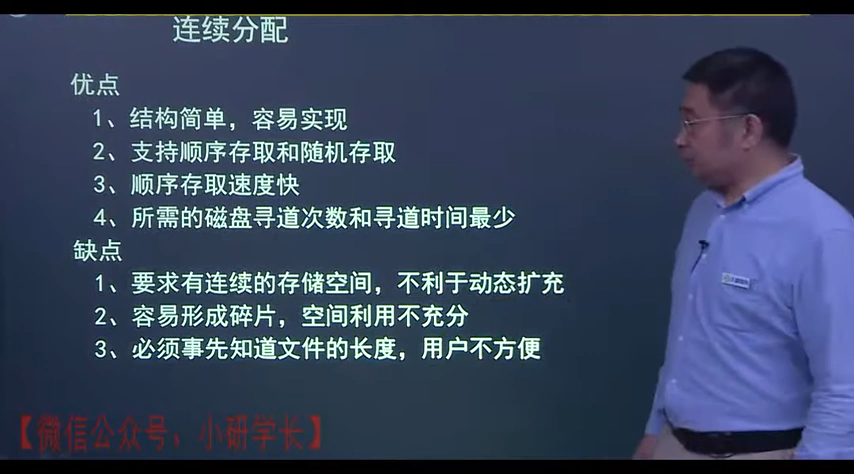 连续分配
优点
1、结构简单，容易实现
2、支持顺序存取和随机存取
3、顺序存取速度快
4、所需的磁盘寻道次数和寻道时间最少
缺点
1、要求有连续的存储空间，不利于动态扩充
2、容易形成碎片，空间利用不充分
3、必须事先知道文件的长度，用户不方便
【微信公众号：小研学长】